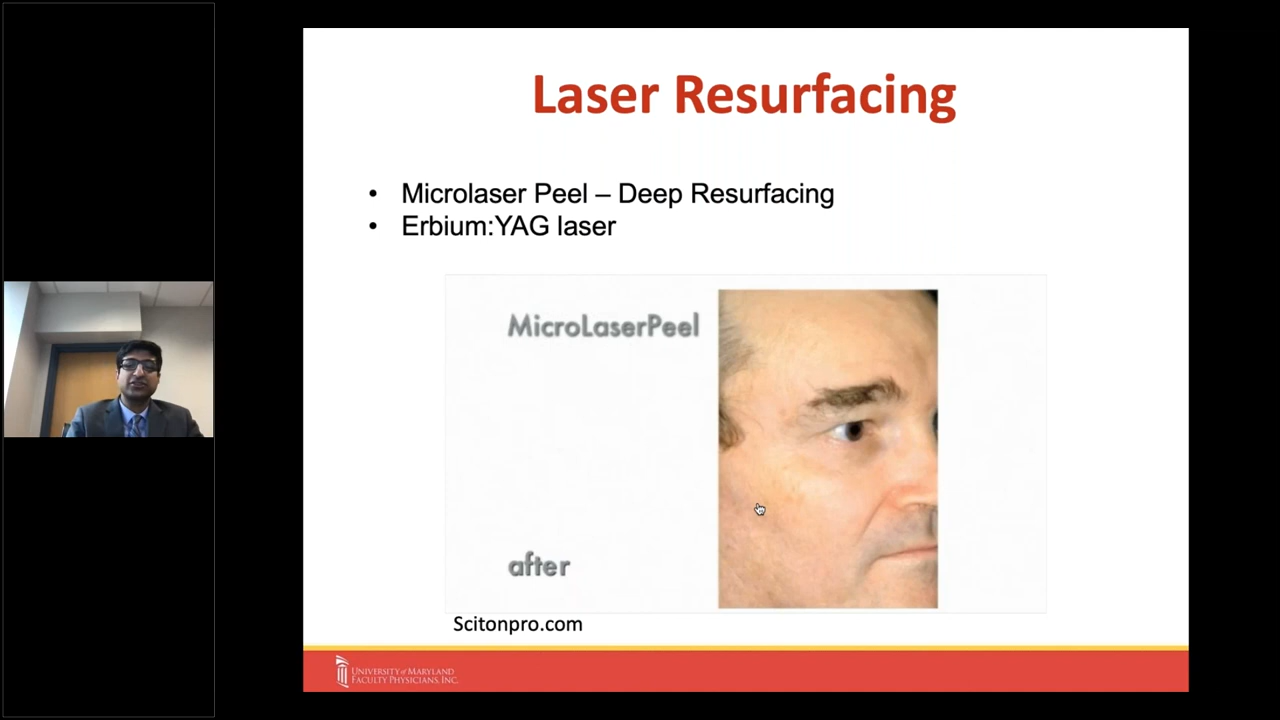 Laser Resurfacing
• Microlaser Peel – Deep Resurfacing
• Erbium:YAG laser
MicroLaserPeel
after
Scitonpro.com
UNIVERSITY of MARYLAND
FACULTY PHYSICIANS, INC.